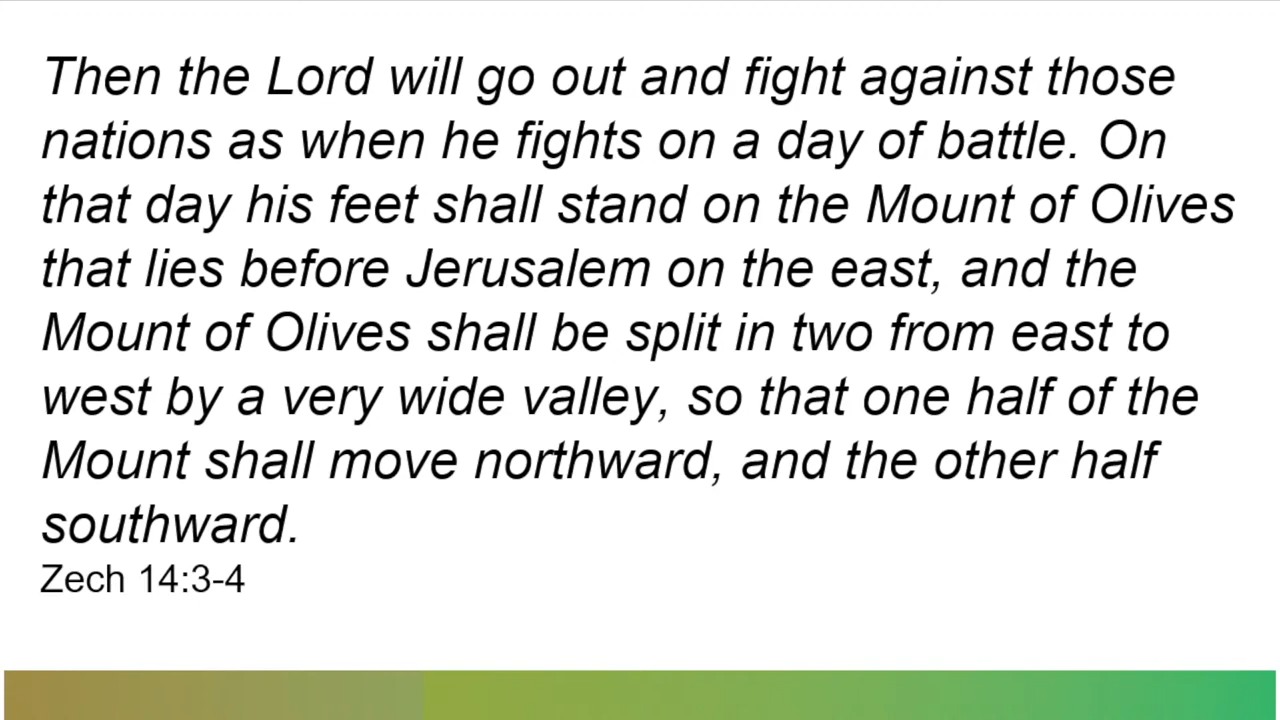 Then the Lord will go out and fight against those
nations as when he fights on a day of battle. On
that day his feet shall stand on the Mount of Olives
that lies before Jerusalem on the east, and the
Mount of Olives shall be split in two from east to
west by a very wide valley, so that one half of the
Mount shall move northward, and the other half
southward.
Zech 14:3-4